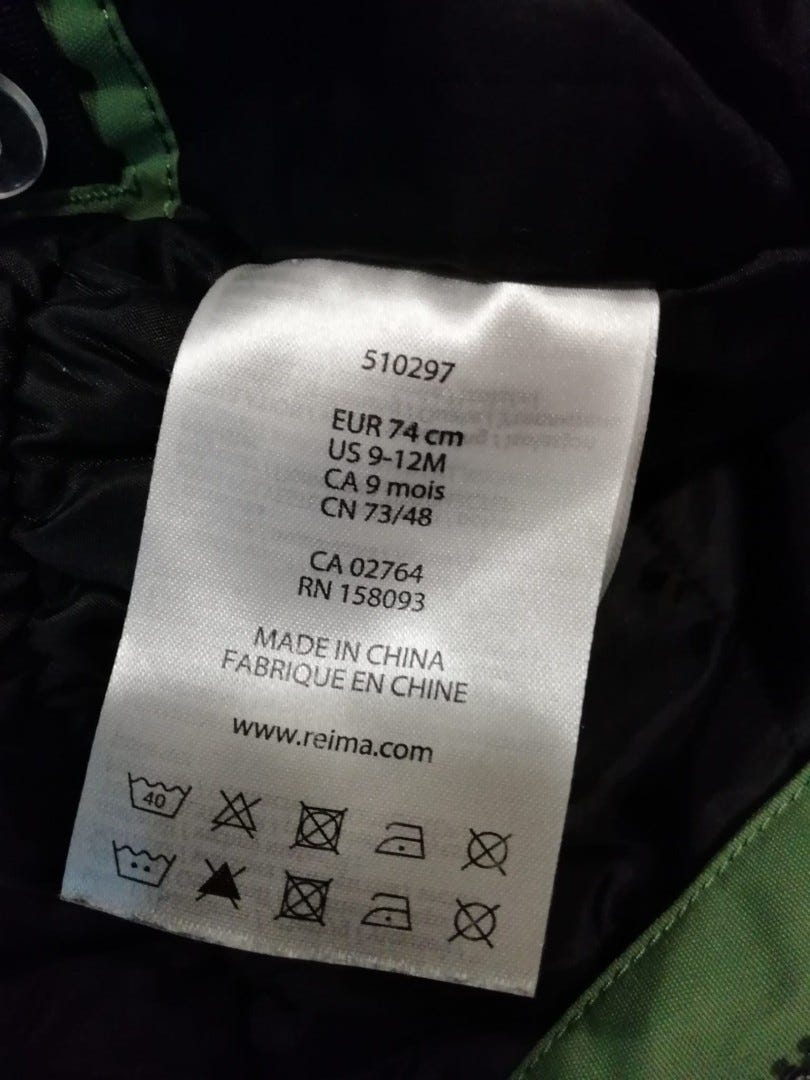 510297
EUR 74 cm
US 9-12M
CA 9 mois
CN 73/48
CA 02764
RN 158093
MADE IN CHINA
FABRIQUE EN CHINE
www.reima.com
40